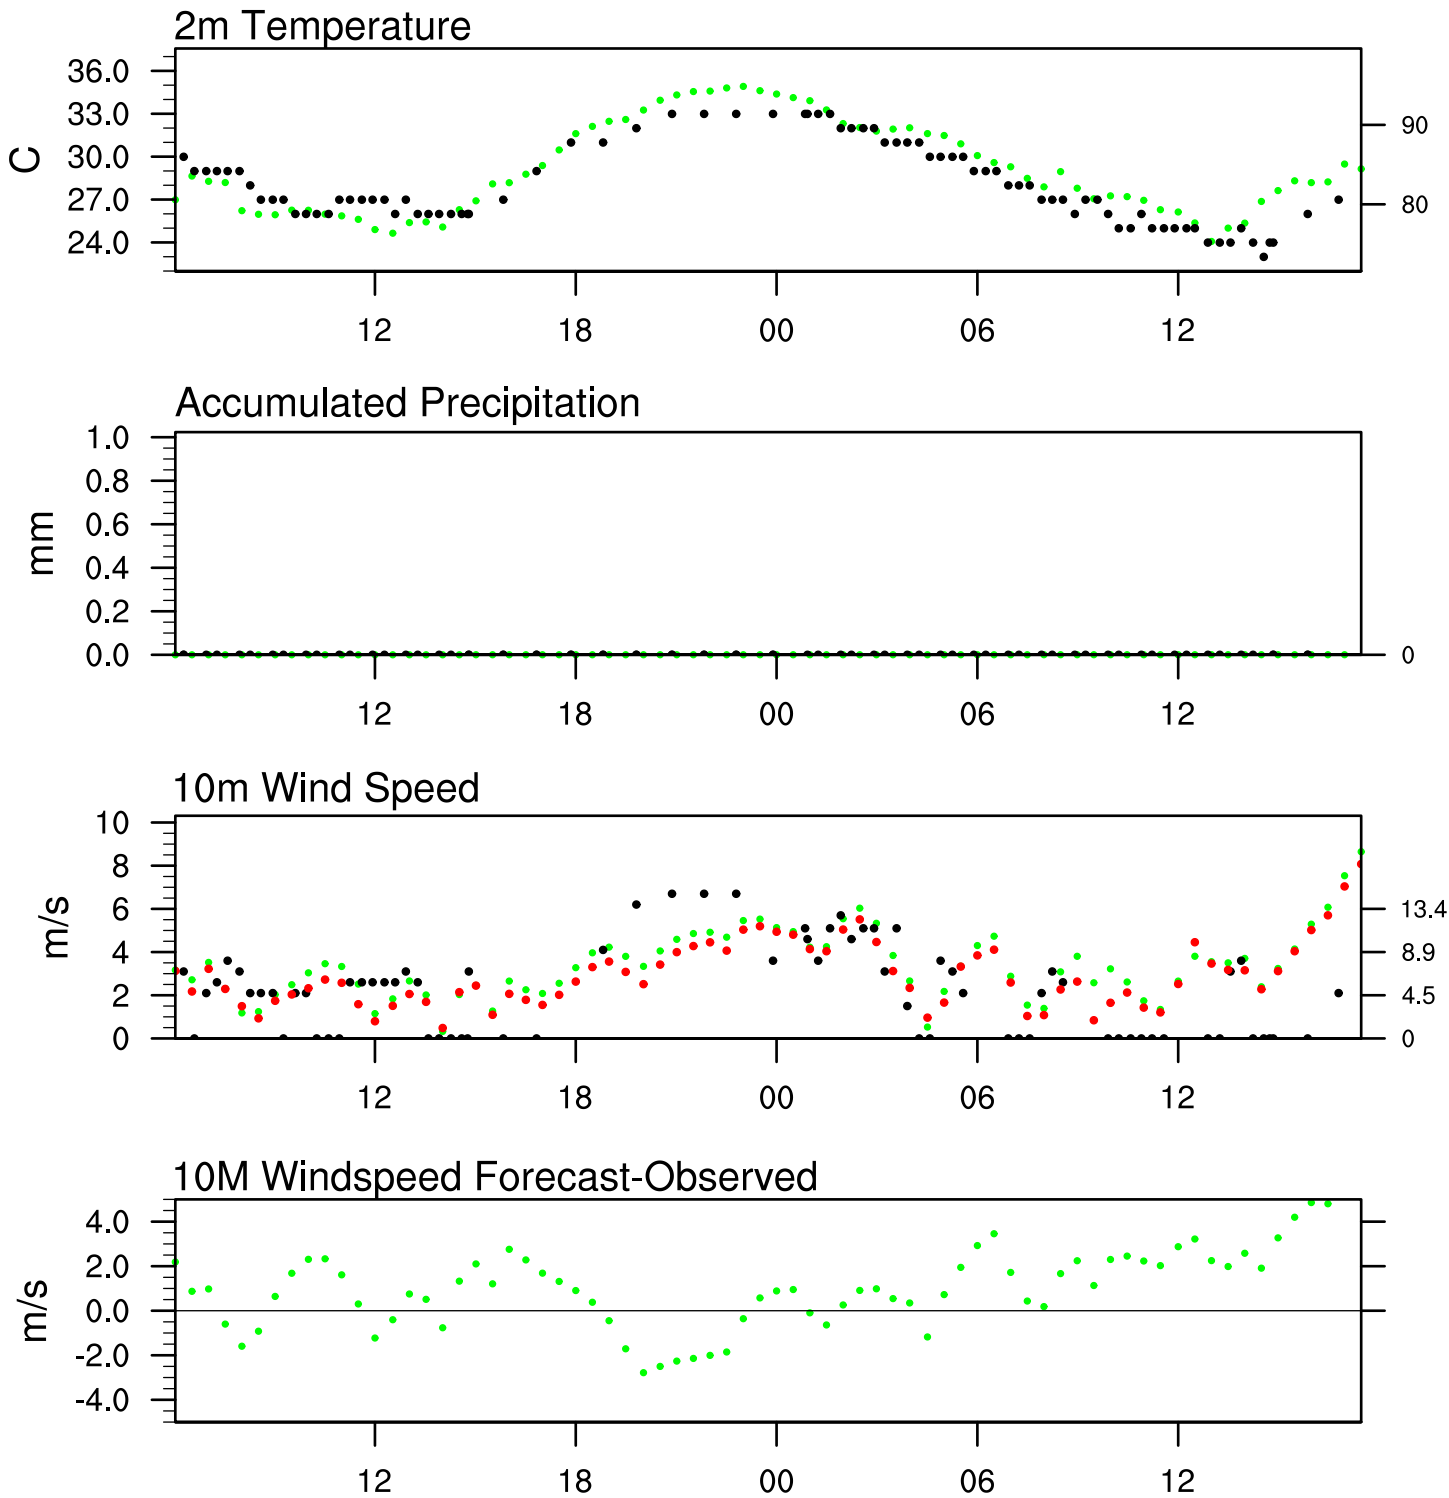 2m Temperature
36.0
33.0
30.0
27.0
24.0
C
90
80
12 18 00 06 12
Accumulated Precipitation
1.0
0.8
0.6
0.4
0.2
0.0
mm
0
12 18 00 06 12
10m Wind Speed
10
8
6
4
2
0
m/s
13.4
8.9
4.5
0
12 18 00 06 12
10M Windspeed Forecast-Observed
4.0
2.0
0.0
-2.0
-4.0
m/s
12 18 00 06 12